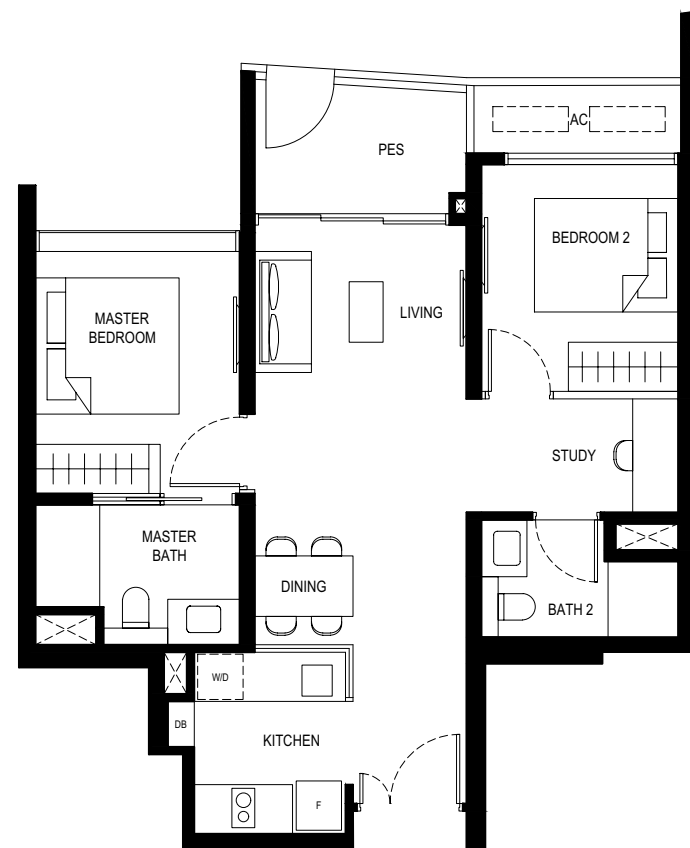 AC
PES
BEDROOM 2
LIVING
MASTER
BEDROOM
STUDY
MASTER
BATH
DINING
BATH 2
W/D
DB
KITCHEN
F